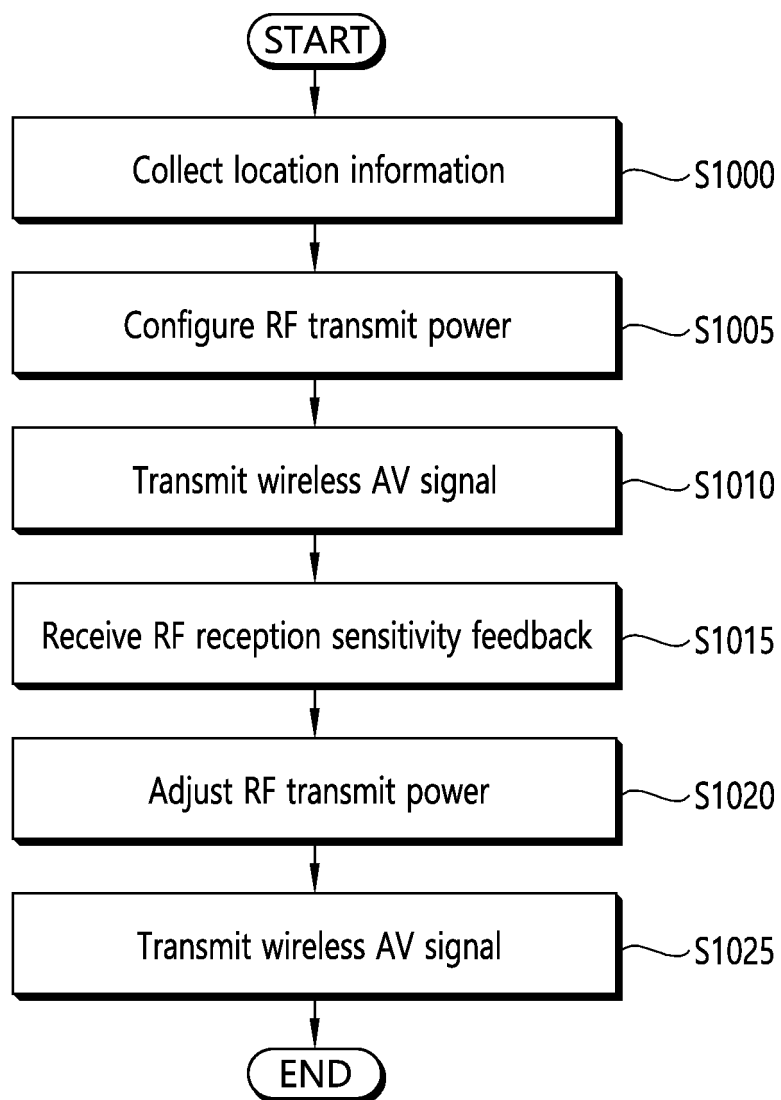 START
Collect location information
S1000
Configure RF transmit power
S1005
Transmit wireless AV signal
S1010
Receive RF reception sensitivity feedback
S1015
Adjust RF transmit power
S1020
Transmit wireless AV signal
S1025
END